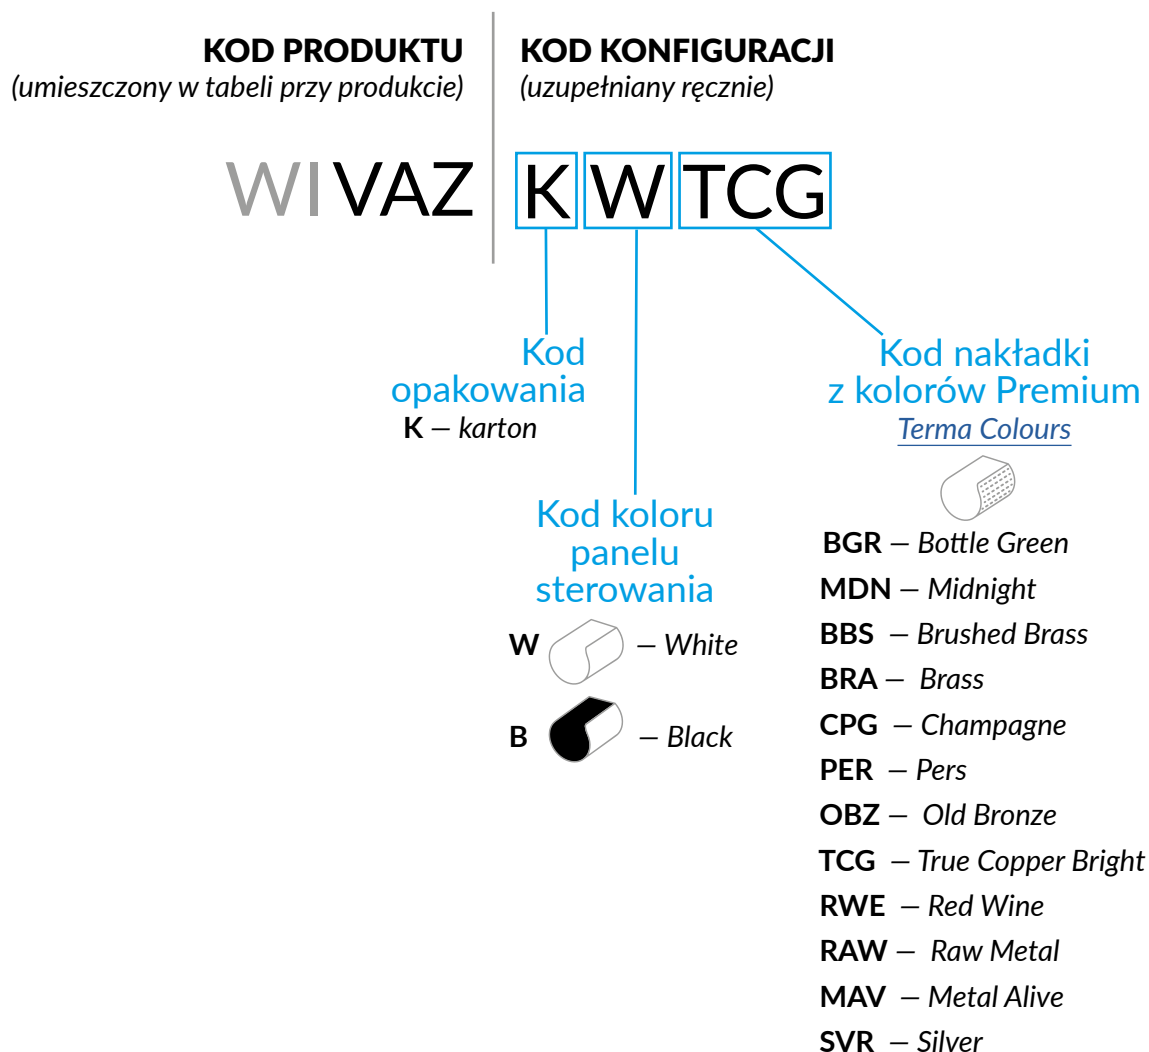 KOD PRODUKTU
(umieszczony w tabeli przy produkcie)
KOD KONFIGURACJI
(uzupełniany ręcznie)
WIVAZ KWTCG
Kod
opakowania
K — karton
Kod koloru
panelu
sterowania
W — White
B — Black
Kod nakładki
z kolorów Premium
Terma Colours
BGR — Bottle Green
MDN — Midnight
BBS — Brushed Brass
BRA — Brass
CPG — Champagne
PER — Pers
OBZ — Old Bronze
TCG — True Copper Bright
RWE — Red Wine
RAW — Raw Metal
MAV — Metal Alive
SVR — Silver